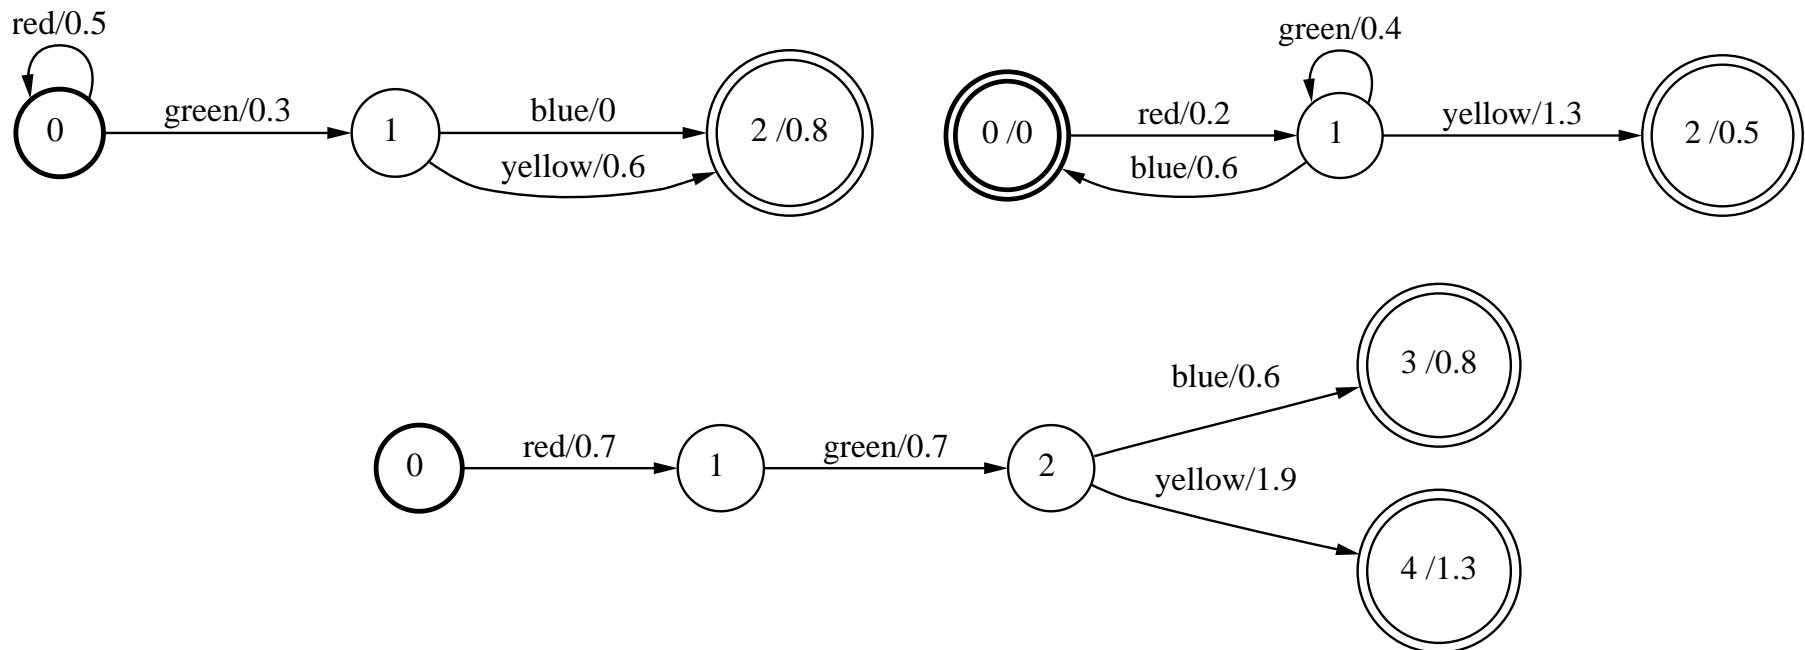 red/0.5
green/0.3
blue/0
yellow/0.6
0
1
2 /0.8
green/0.4
red/0.2
blue/0.6
yellow/1.3
0 /0
1
2 /0.5
red/0.7
green/0.7
blue/0.6
yellow/1.9
0
1
2
3 /0.8
4 /1.3